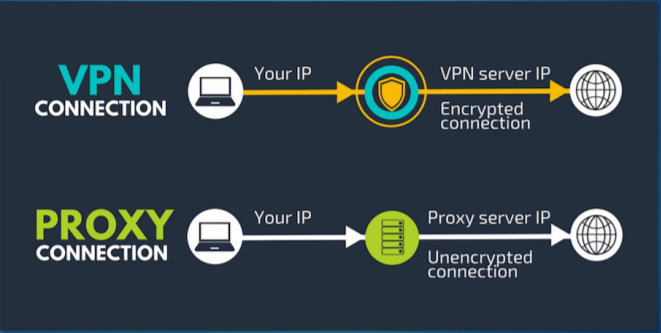 VPN
CONNECTION
Your IP
VPN server IP
Encrypted
connection
PROXY
CONNECTION
Your IP
Proxy server IP
Unencrypted
connection